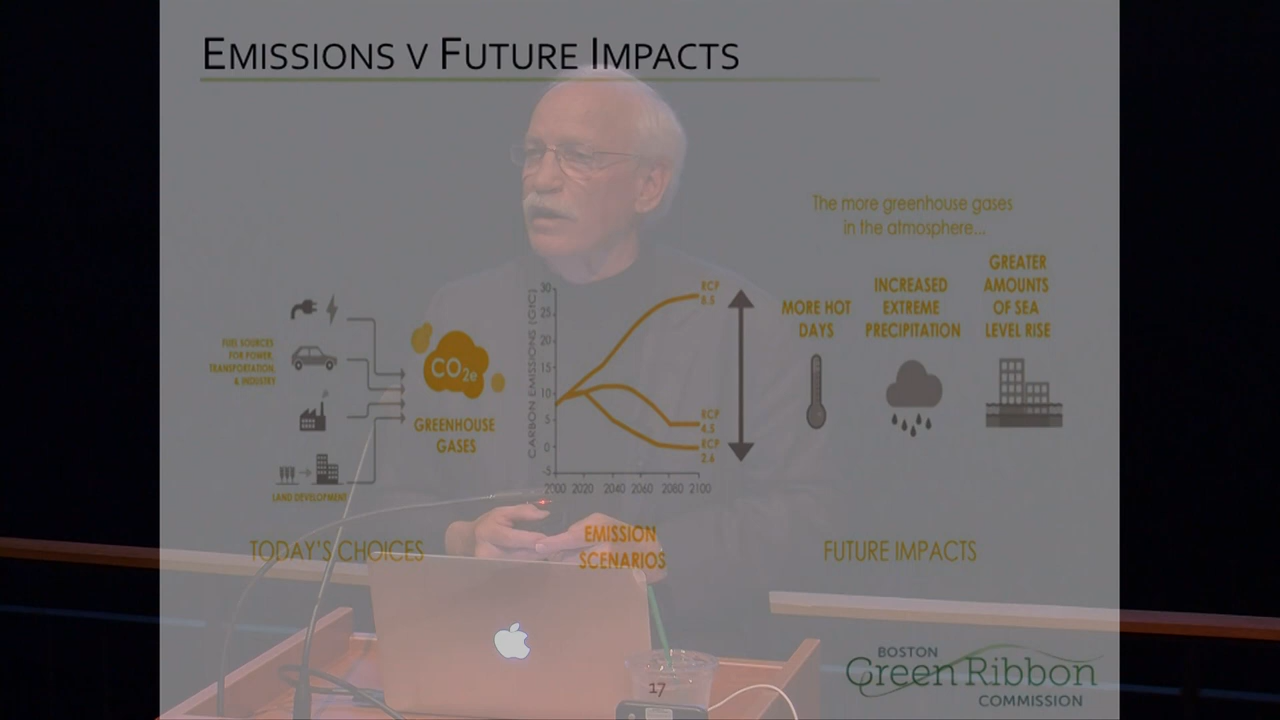 EMISSIONS V FUTURE IMPACTS
The more greenhouse gases
in the atmosphere...
MORE HOT
DAYS
INCREASED
EXTREME
PRECIPITATION
GREATER
AMOUNTS
OF SEA
LEVEL RISE
FUEL SOURCES
FOR POWER,
TRANSPORTATION,
& INDUSTRY
LAND DEVELOPMENT
CO2e
GREENHOUSE
GASES
CARBON EMISSIONS (GtC)
30
25
20
15
10
5
0
-5
2000 2020 2040 2060 2080 2100
RCP
8.5
RCP
4.5
RCP
2.6
TODAY'S CHOICES
EMISSION
SCENARIOS
FUTURE IMPACTS
BOSTON
Green Ribbon
COMMISSION
17